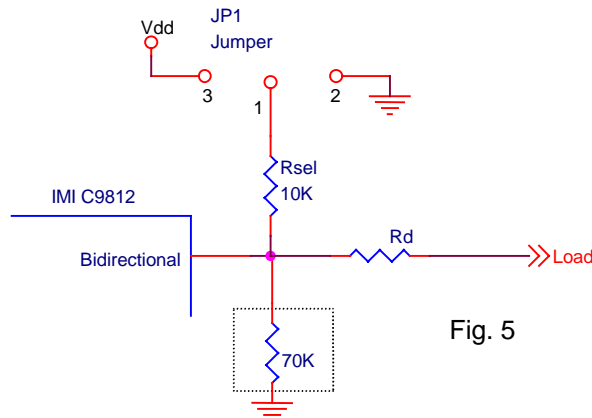 JP1
Jumper
Vdd
3
1
2
Rsel
10K
IMI C9812
Bidirectional
Rd
Load
70K
Fig. 5